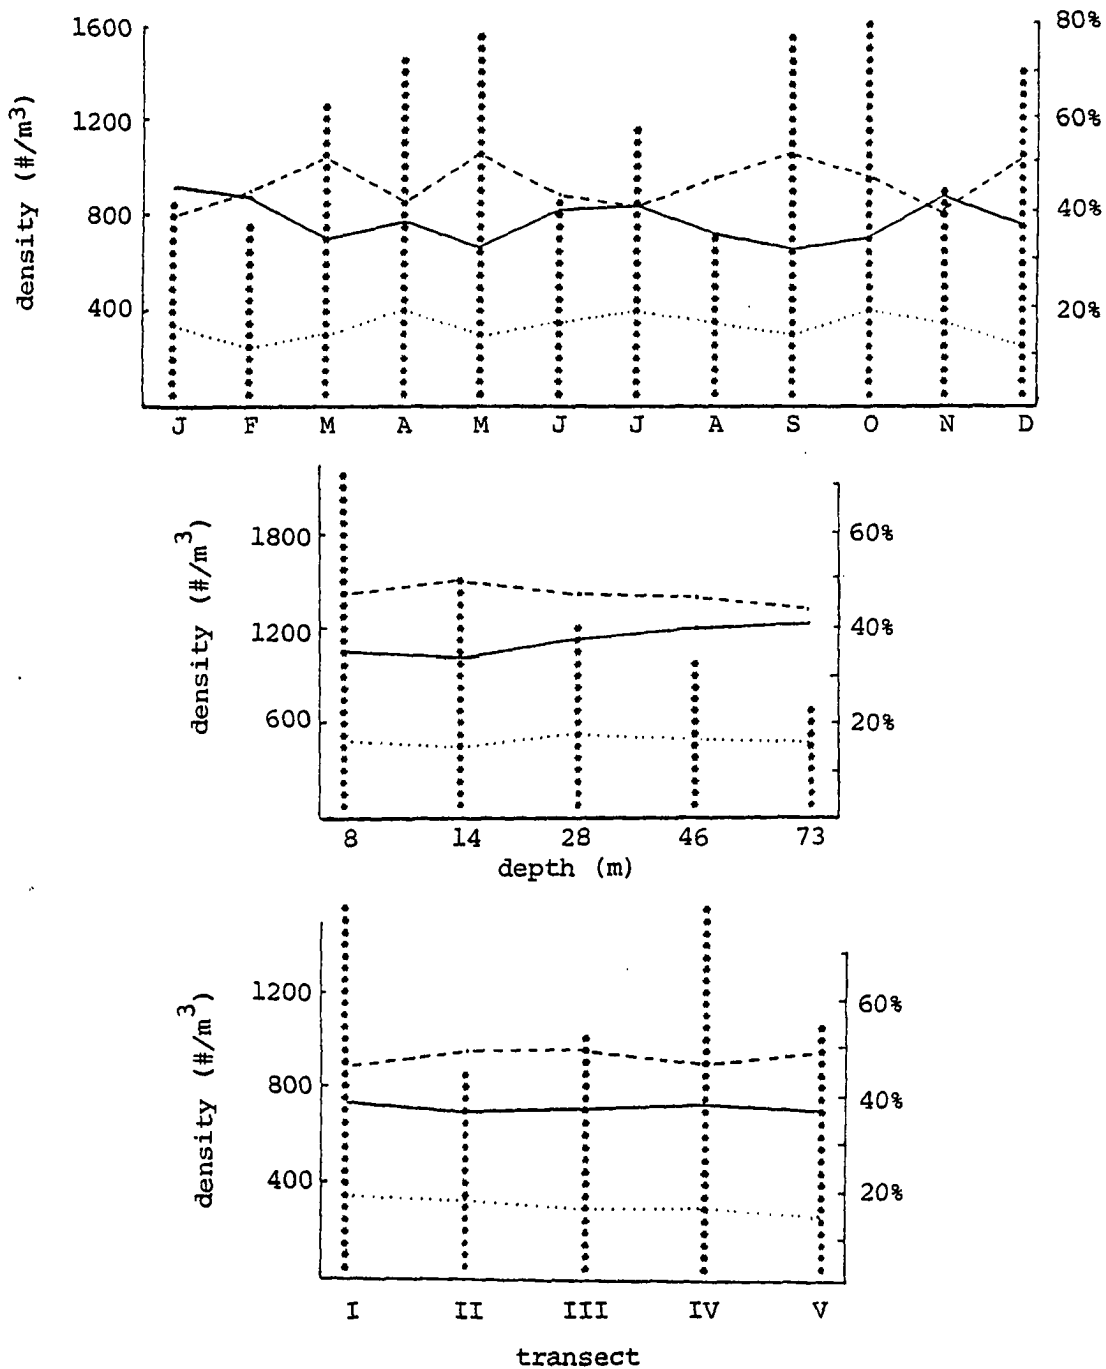 1600
80%
1200
60%
800
40%
400
20%
density (#/m³)
J F M A M J J A S O N D
1800
60%
1200
40%
600
20%
density (#/m³)
8 14 28 46 73
depth (m)
1200
60%
800
40%
400
20%
density (#/m³)
I II III IV V
transect